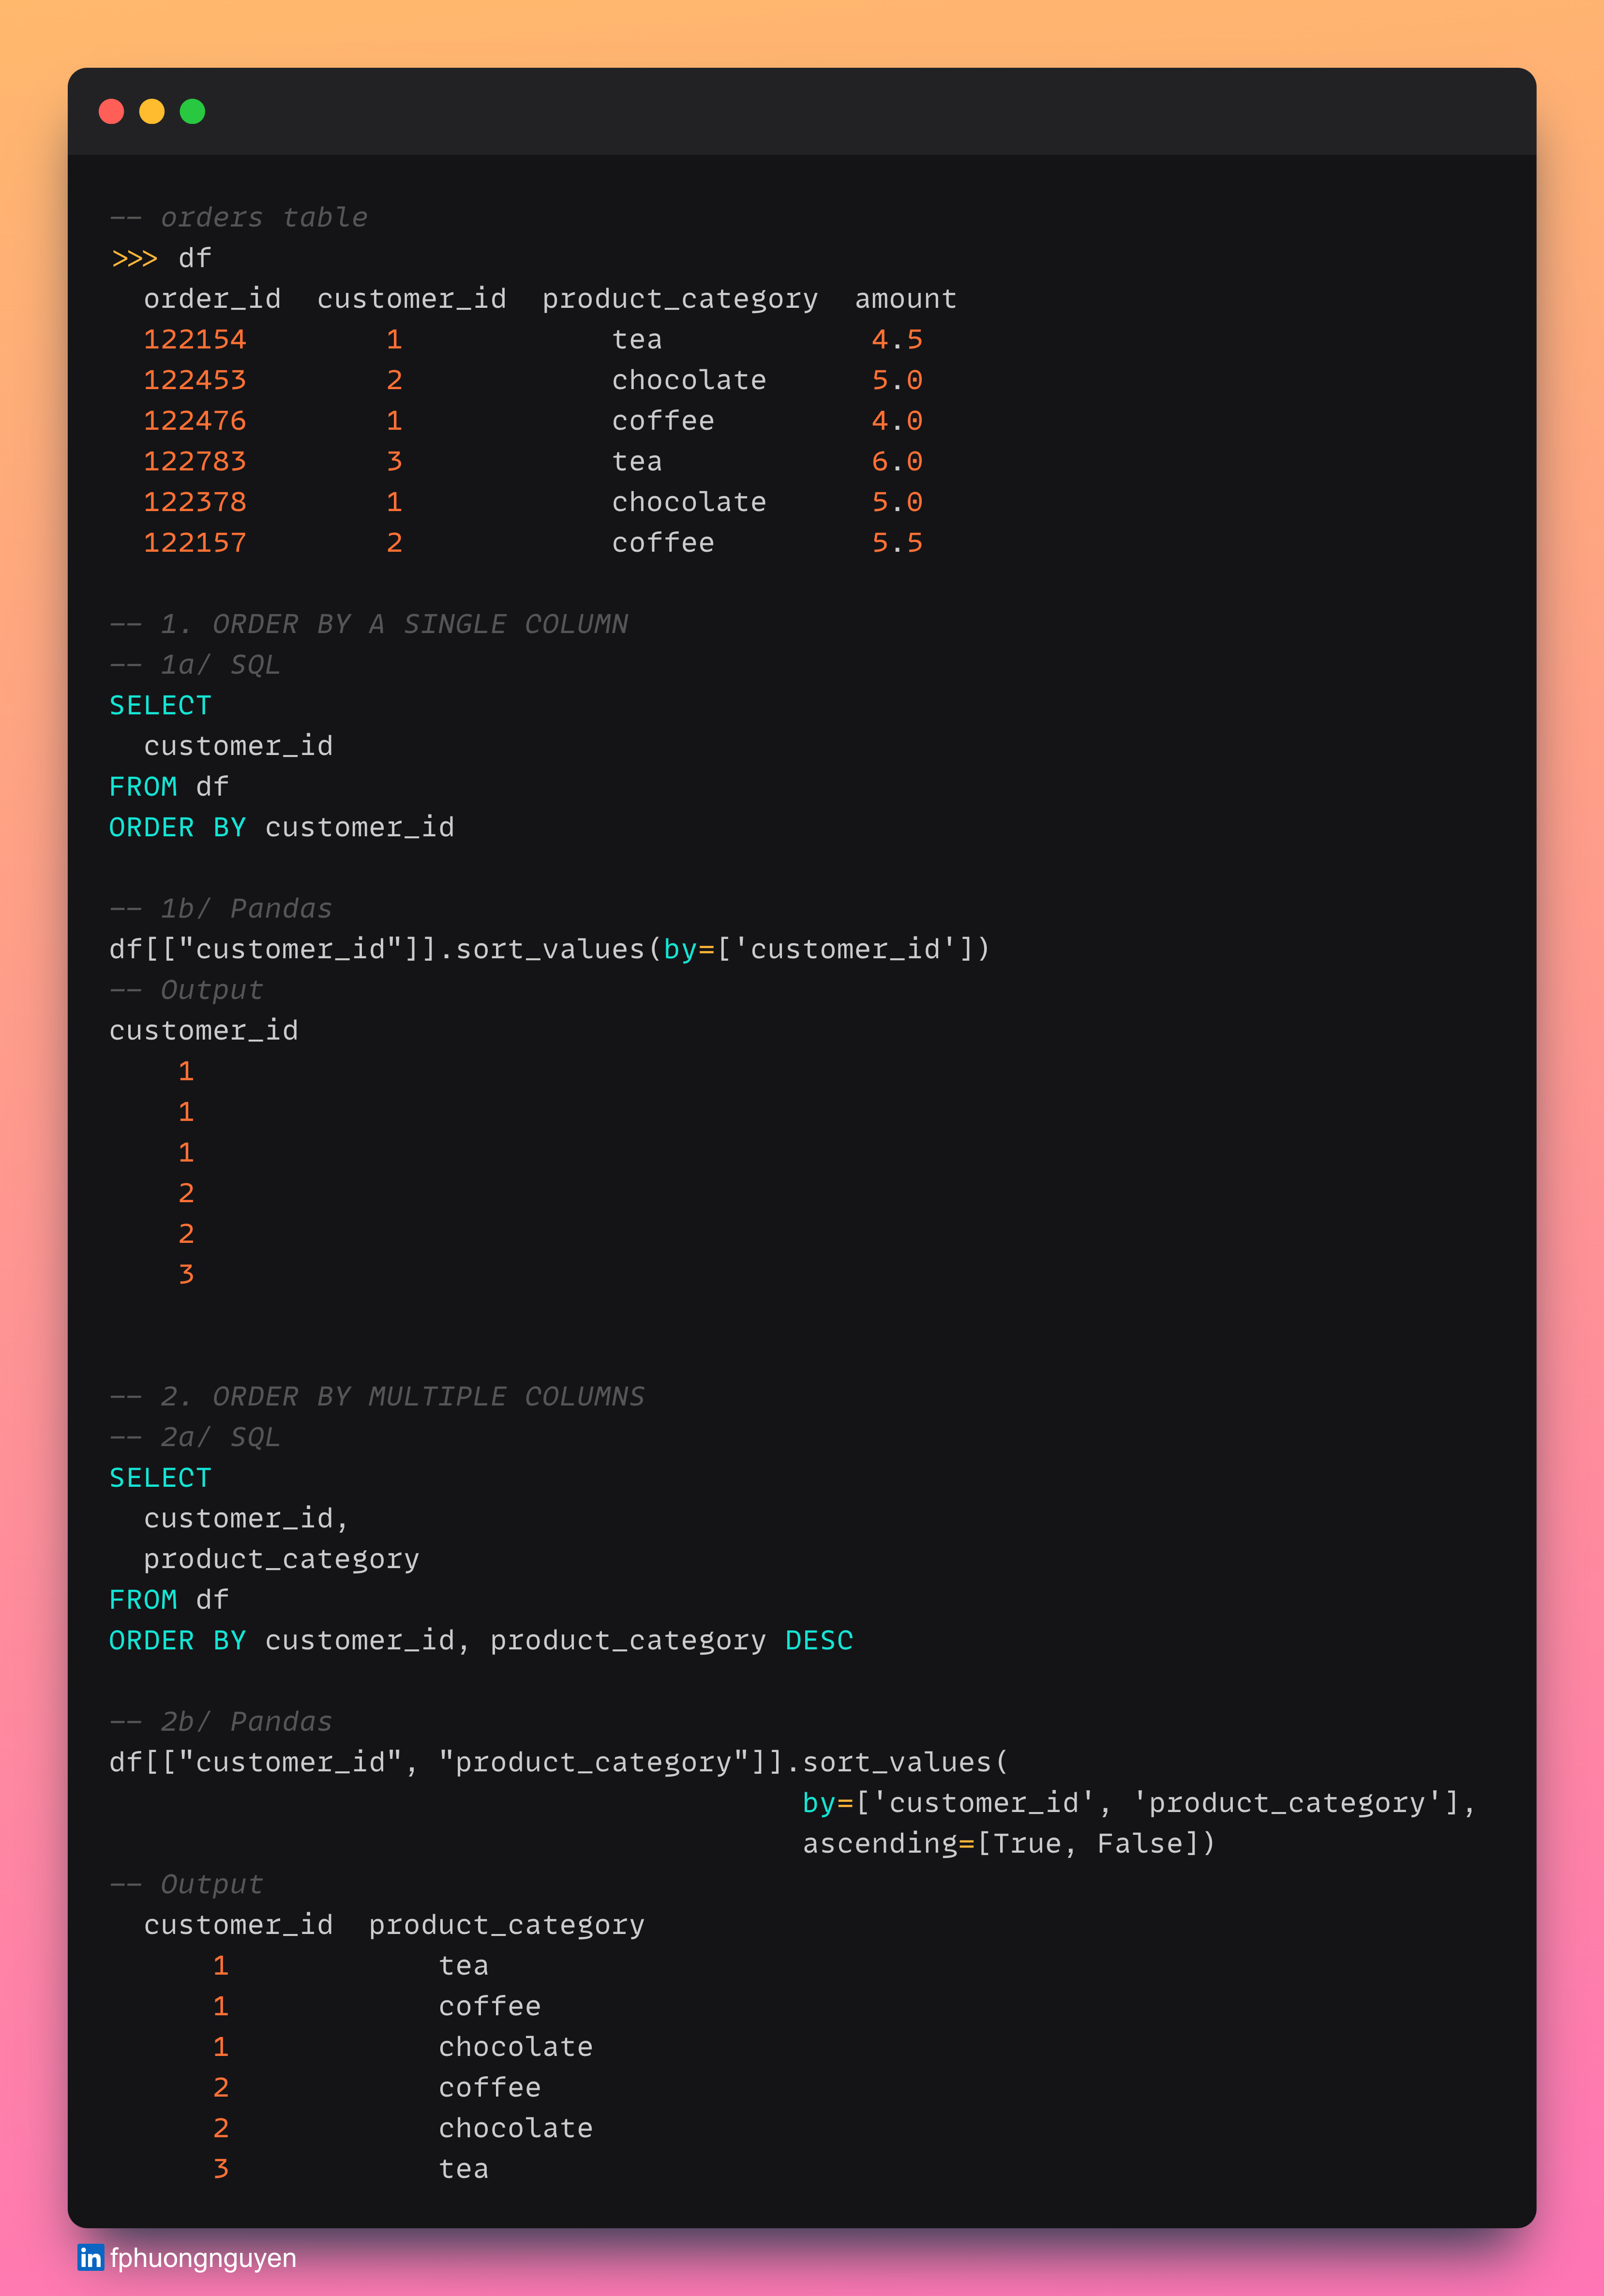 -- orders table
>>> df
order_id customer_id product_category amount
122154 1 tea 4.5
122453 2 chocolate 5.0
122476 1 coffee 4.0
122783 3 tea 6.0
122378 1 chocolate 5.0
122157 2 coffee 5.5
-- 1. ORDER BY A SINGLE COLUMN
-- 1a/ SQL
SELECT
customer_id
FROM df
ORDER BY customer_id
-- 1b/ Pandas
df[["customer_id"]].sort_values(by=['customer_id'])
-- Output
customer_id
1
1
1
2
2
3
-- 2. ORDER BY MULTIPLE COLUMNS
-- 2a/ SQL
SELECT
customer_id,
product_category
FROM df
ORDER BY customer_id, product_category DESC
-- 2b/ Pandas
df[["customer_id", "product_category"]].sort_values(
by=['customer_id', 'product_category'],
ascending=[True, False])
-- Output
customer_id product_category
1 tea
1 coffee
1 chocolate
2 coffee
2 chocolate
3 tea
in fphuongnguyen